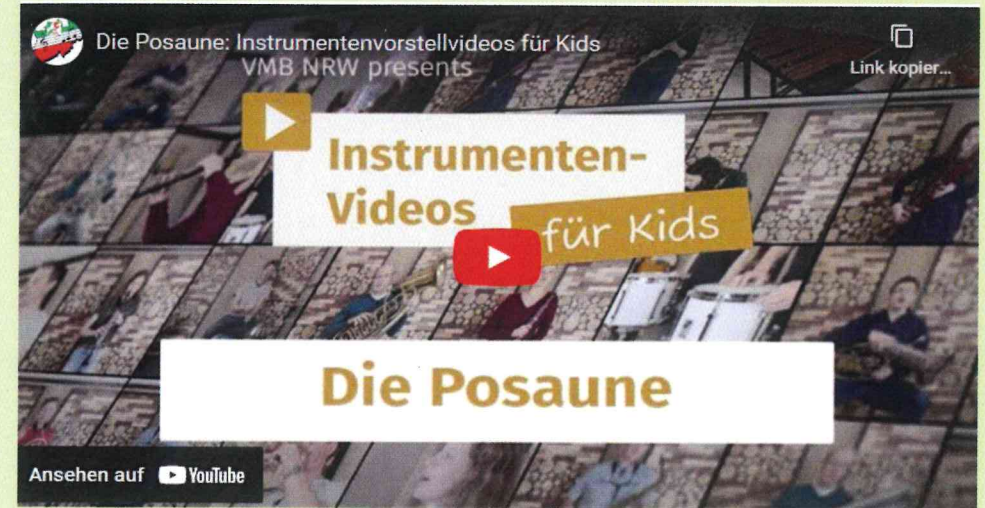 Die Posaune: Instrumentenvorstellvideos für Kids
Link kopier...
VMB NRW presents
Instrumenten-
Videos
für Kids
Die Posaune
Ansehen auf YouTube